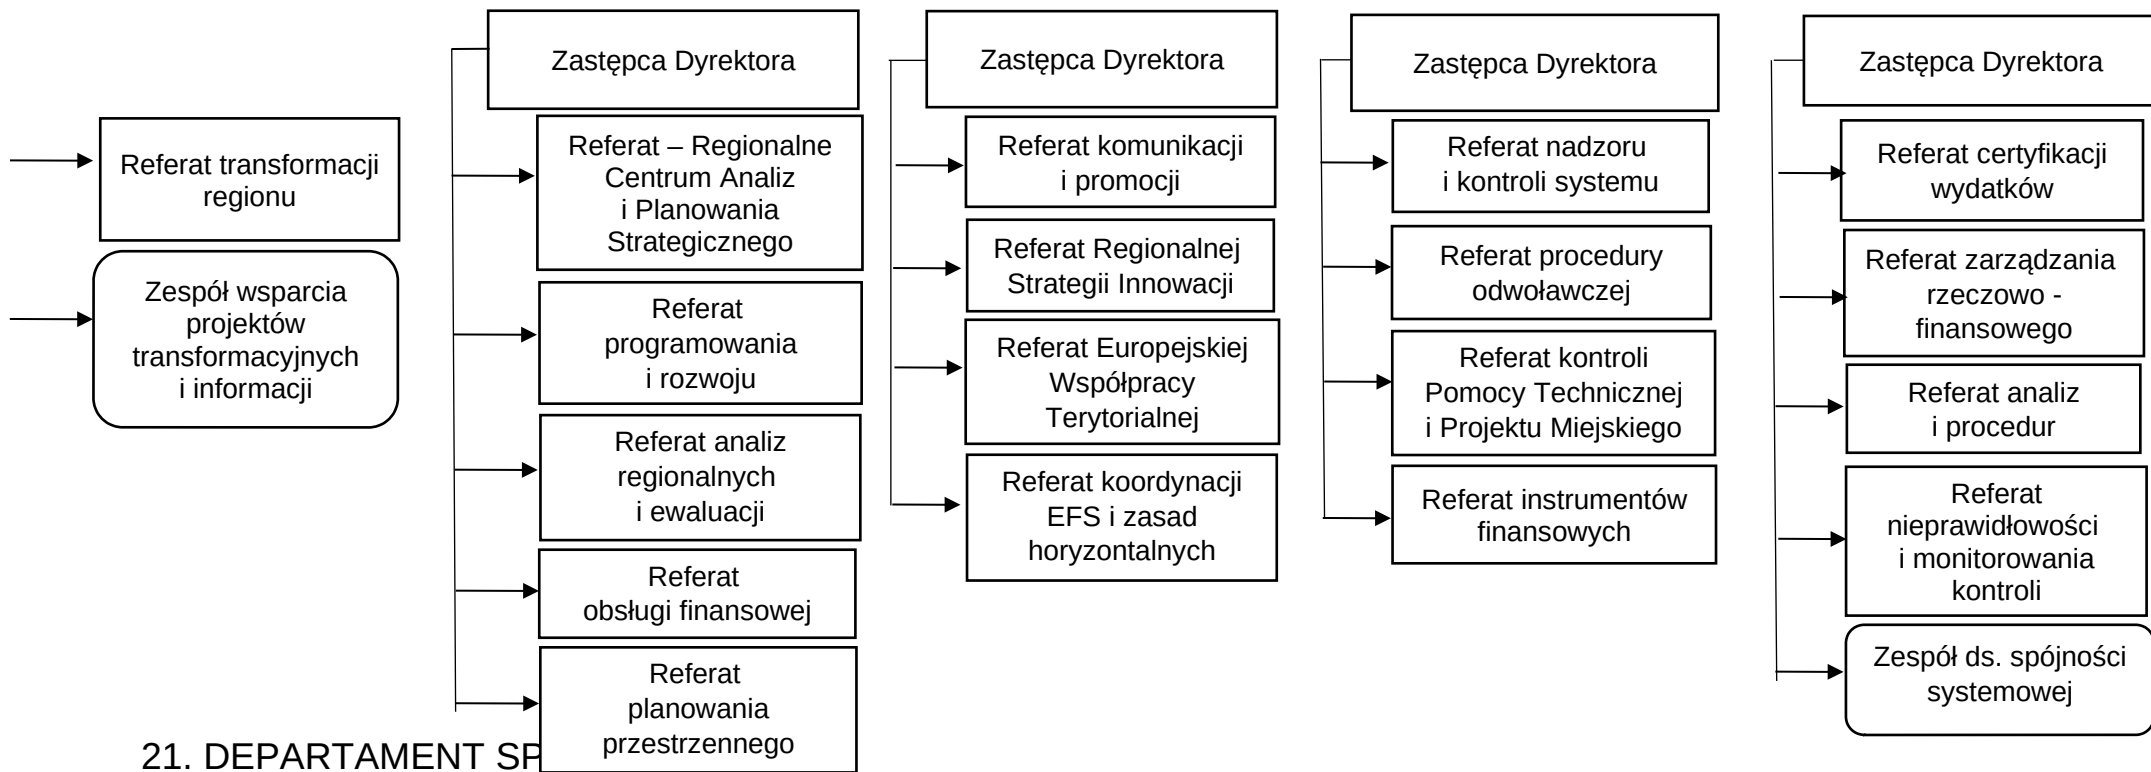 Referat transformacji
regionu
Zespół wsparcia
projektów
transformacyjnych
i informacji
Zastępca Dyrektora
Referat – Regionalne
Centrum Analiz
i Planowania
Strategicznego
Referat
programowania
i rozwoju
Referat analiz
regionalnych
i ewaluacji
Referat
obsługi finansowej
Referat
planowania
przestrzennego
Zastępca Dyrektora
Referat komunikacji
i promocji
Referat Regionalnej
Strategii Innowacji
Referat Europejskiej
Współpracy
Terytorialnej
Referat koordynacji
EFS i zasad
horyzontalnych
Zastępca Dyrektora
Referat nadzoru
i kontroli systemu
Referat procedury
odwoławczej
Referat kontroli
Pomocy Technicznej
i Projektu Miejskiego
Referat instrumentów
finansowych
Zastępca Dyrektora
Referat certyfikacji
wydatków
Referat zarządzania
rzeczowo -
finansowego
Referat analiz
i procedur
Referat
nieprawidłowości
i monitorowania
kontroli
Zespół ds. spójności
systemowej
21. DEPARTAMENT